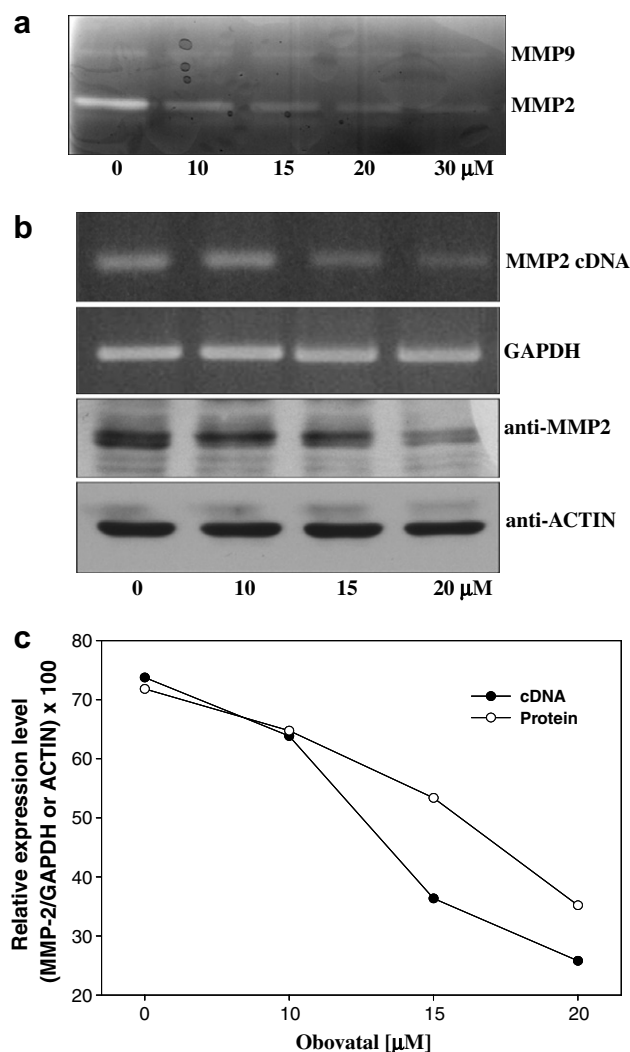 a
MMP9
MMP2
0 10 15 20 30 μM
b
MMP2 cDNA
GAPDH
anti-MMP2
anti-ACTIN
0 10 15 20 μM
c
Relative expression level
(MMP-2/GAPDH or ACTIN) x 100
80
70
60
50
40
30
20
cDNA
Protein
0 10 15 20
Obovatal [μM]